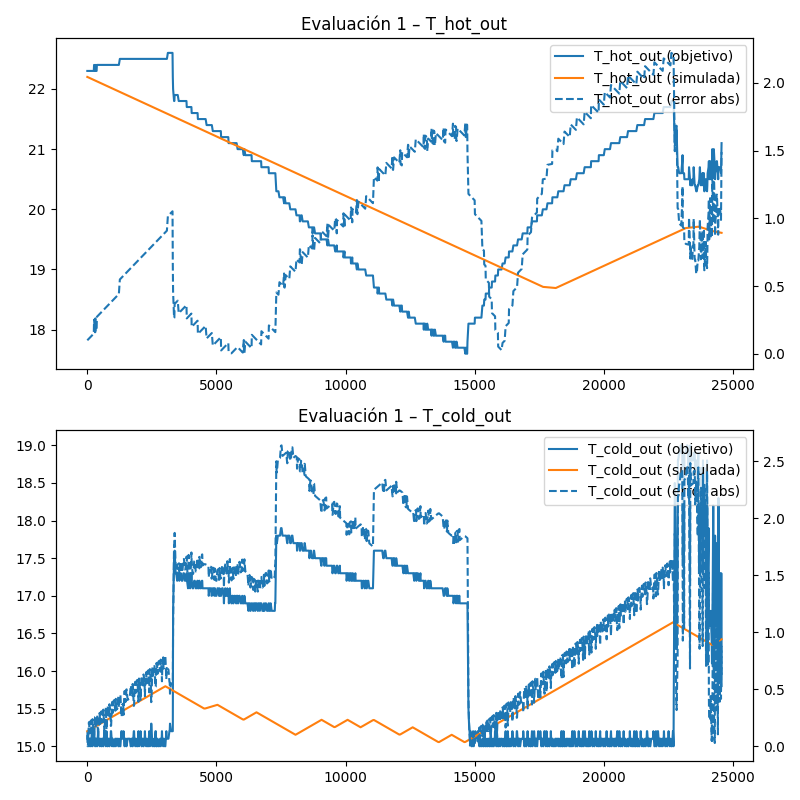 Evaluación 1 – T_hot_out
T_hot_out (objetivo)
T_hot_out (simulada)
T_hot_out (error abs)
22
21
20
19
18
2.0
1.5
1.0
0.5
0.0
0 5000 10000 15000 20000 25000
Evaluación 1 – T_cold_out
T_cold_out (objetivo)
T_cold_out (simulada)
T_cold_out (error abs)
19.0
18.5
18.0
17.5
17.0
16.5
16.0
15.5
15.0
2.5
2.0
1.5
1.0
0.5
0.0
0 5000 10000 15000 20000 25000